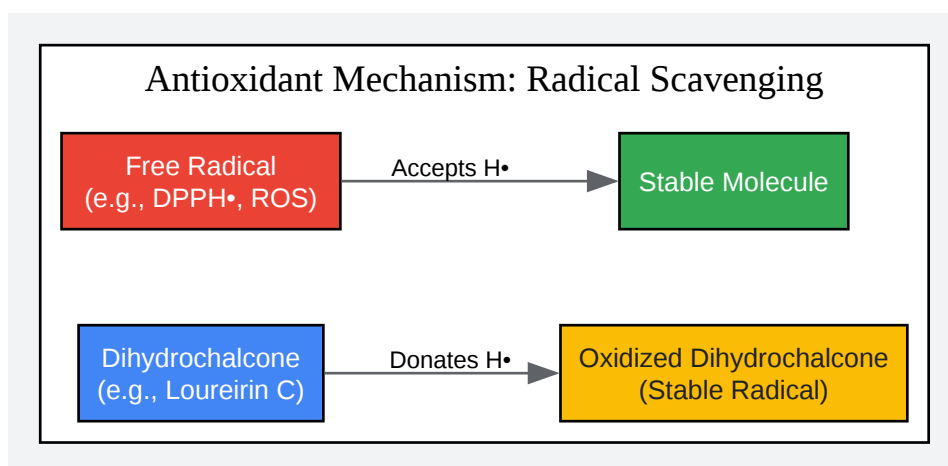 Antioxidant Mechanism: Radical Scavenging
Free Radical
(e.g., DPPH•, ROS)
Accepts H•
Stable Molecule
Dihydrochalcone
(e.g., Loureirin C)
Donates H•
Oxidized Dihydrochalcone
(Stable Radical)